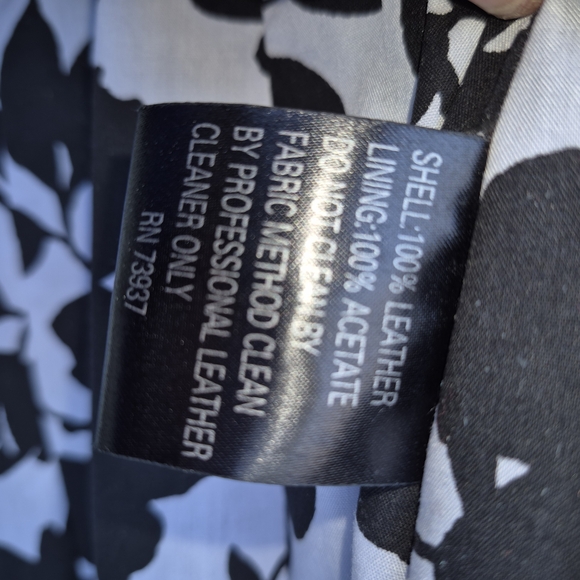 SHELL:100% LEATHER
LINING:100% ACETATE
DO NOT CLEAN BY
FABRIC METHOD CLEAN
BY PROFESSIONAL LEATHER
CLEANER ONLY
RN 73937